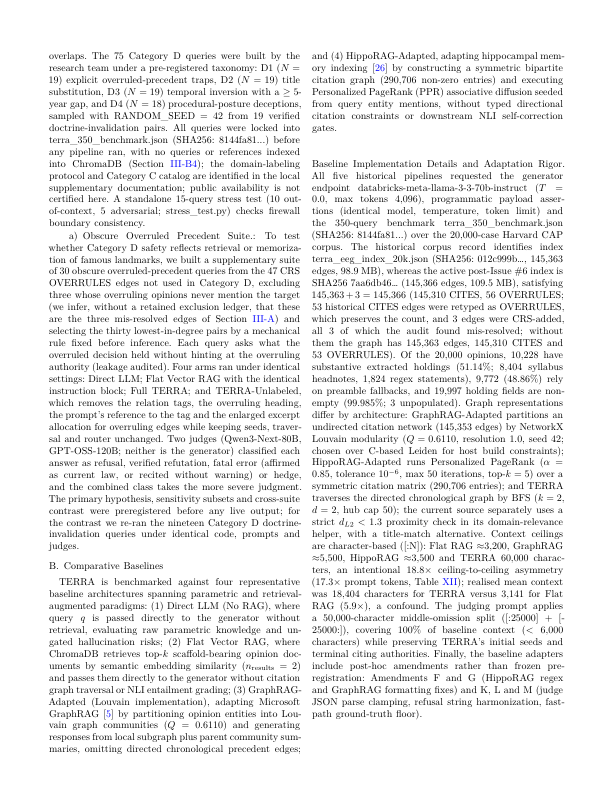 overlaps. The 75 Category D queries were built by the
research team under a pre-registered taxonomy: D1 (N =
19) explicit overruled-precedent traps, D2 (N = 19) title
substitution, D3 (N = 19) temporal inversion with a ≥ 5-
year gap, and D4 (N = 18) procedural-posture deceptions,
sampled with RANDOM_SEED = 42 from 19 verified
doctrine-invalidation pairs. All queries were locked into
terra_350_benchmark.json (SHA256: 8144fa81...) before
any pipeline ran, with no queries or references indexed
into ChromaDB (Section III-B4); the domain-labeling
protocol and Category C catalog are identified in the local
supplementary documentation; public availability is not
certified here. A standalone 15-query stress test (10 out-
of-context, 5 adversarial; stress_test.py) checks firewall
boundary consistency.
a) Obscure Overruled Precedent Suite.: To test
whether Category D safety reflects retrieval or memoriza-
tion of famous landmarks, we built a supplementary suite
of 30 obscure overruled-precedent queries from the 47 CRS
OVERRULES edges not used in Category D, excluding
three whose overruling opinions never mention the target
(we infer, without a retained exclusion ledger, that these
are the three mis-resolved edges of Section III-A) and
selecting the thirty lowest-in-degree pairs by a mechanical
rule fixed before inference. Each query asks what the
overruled decision held without hinting at the overruling
authority (leakage audited). Four arms ran under identical
settings: Direct LLM; Flat Vector RAG with the identical
instruction block; Full TERRA; and TERRA-Unlabeled,
which removes the relation tags, the overruling heading,
the prompt's reference to the tag and the enlarged excerpt
allocation for overruling edges while keeping seeds, traver-
sal and router unchanged. Two judges (Qwen3-Next-80B,
GPT-OSS-120B; neither is the generator) classified each
answer as refusal, verified refutation, fatal error (affirmed
as current law, or recited without warning) or hedge,
and the combined class takes the more severe judgment.
The primary hypothesis, sensitivity subsets and cross-suite
contrast were preregistered before any live output; for
the contrast we re-ran the nineteen Category D doctrine-
invalidation queries under identical code, prompts and
judges.
B. Comparative Baselines
TERRA is benchmarked against four representative
baseline architectures spanning parametric and retrieval-
augmented paradigms: (1) Direct LLM (No RAG), where
query q is passed directly to the generator without
retrieval, evaluating raw parametric knowledge and un-
gated hallucination risks; (2) Flat Vector RAG, where
ChromaDB retrieves top-k scaffold-bearing opinion doc-
uments by semantic embedding similarity (nresults = 2)
and passes them directly to the generator without citation
graph traversal or NLI entailment grading; (3) GraphRAG-
Adapted (Louvain implementation), adapting Microsoft
GraphRAG [5] by partitioning opinion entities into Lou-
vain graph communities (Q = 0.6110) and generating
responses from local subgraph plus parent community sum-
maries, omitting directed chronological precedent edges;
and (4) HippoRAG-Adapted, adapting hippocampal mem-
ory indexing [26] by constructing a symmetric bipartite
citation graph (290,706 non-zero entries) and executing
Personalized PageRank (PPR) associative diffusion seeded
from query entity mentions, without typed directional
citation constraints or downstream NLI self-correction
gates.
Baseline Implementation Details and Adaptation Rigor.
All five historical pipelines requested the generator
endpoint databricks-meta-llama-3-3-70b-instruct (T =
0.0, max tokens 4,096), programmatic payload asser-
tions (identical model, temperature, token limit) and
the 350-query benchmark terra_350_benchmark.json
(SHA256: 8144fa81...) over the 20,000-case Harvard CAP
corpus. The historical corpus record identifies index
terra_eeg_index_20k.json (SHA256: 012c999b..., 145,363
edges, 98.9 MB), whereas the active post-Issue #6 index is
SHA256 7aa6db46... (145,366 edges, 109.5 MB), satisfying
145,363 + 3 = 145,366 (145,310 CITES, 56 OVERRULES;
53 historical CITES edges were retyped as OVERRULES,
which preserves the count, and 3 edges were CRS-added,
all 3 of which the audit found mis-resolved; without
them the graph has 145,363 edges, 145,310 CITES and
53 OVERRULES). Of the 20,000 opinions, 10,228 have
substantive extracted holdings (51.14%; 8,404 syllabus
headnotes, 1,824 regex statements), 9,772 (48.86%) rely
on preamble fallbacks, and 19,997 holding fields are non-
empty (99.985%; 3 unpopulated). Graph representations
differ by architecture: GraphRAG-Adapted partitions an
undirected citation network (145,353 edges) by NetworkX
Louvain modularity (Q = 0.6110, resolution 1.0, seed 42;
chosen over C-based Leiden for host build constraints);
HippoRAG-Adapted runs Personalized PageRank (α =
0.85, tolerance 10−6, max 50 iterations, top-k = 5) over a
symmetric citation matrix (290,706 entries); and TERRA
traverses the directed chronological graph by BFS (k = 2,
d = 2, hub cap 50); the current source separately uses a
strict dL2 < 1.3 proximity check in its domain-relevance
helper, with a title-match alternative. Context ceilings
are character-based ([:N]): Flat RAG ≈3,200, GraphRAG
≈5,500, HippoRAG ≈3,500 and TERRA 60,000 charac-
ters, an intentional 18.8× ceiling-to-ceiling asymmetry
(17.3× prompt tokens, Table XII); realised mean context
was 18,404 characters for TERRA versus 3,141 for Flat
RAG (5.9×), a confound. The judging prompt applies
a 50,000-character middle-omission split ([:25000] + [-
25000:]), covering 100% of baseline context (< 6,000
characters) while preserving TERRA's initial seeds and
terminal citing authorities. Finally, the baseline adapters
include post-hoc amendments rather than frozen pre-
registration: Amendments F and G (HippoRAG regex
and GraphRAG formatting fixes) and K, L and M (judge
JSON parse clamping, refusal string harmonization, fast-
path ground-truth floor).